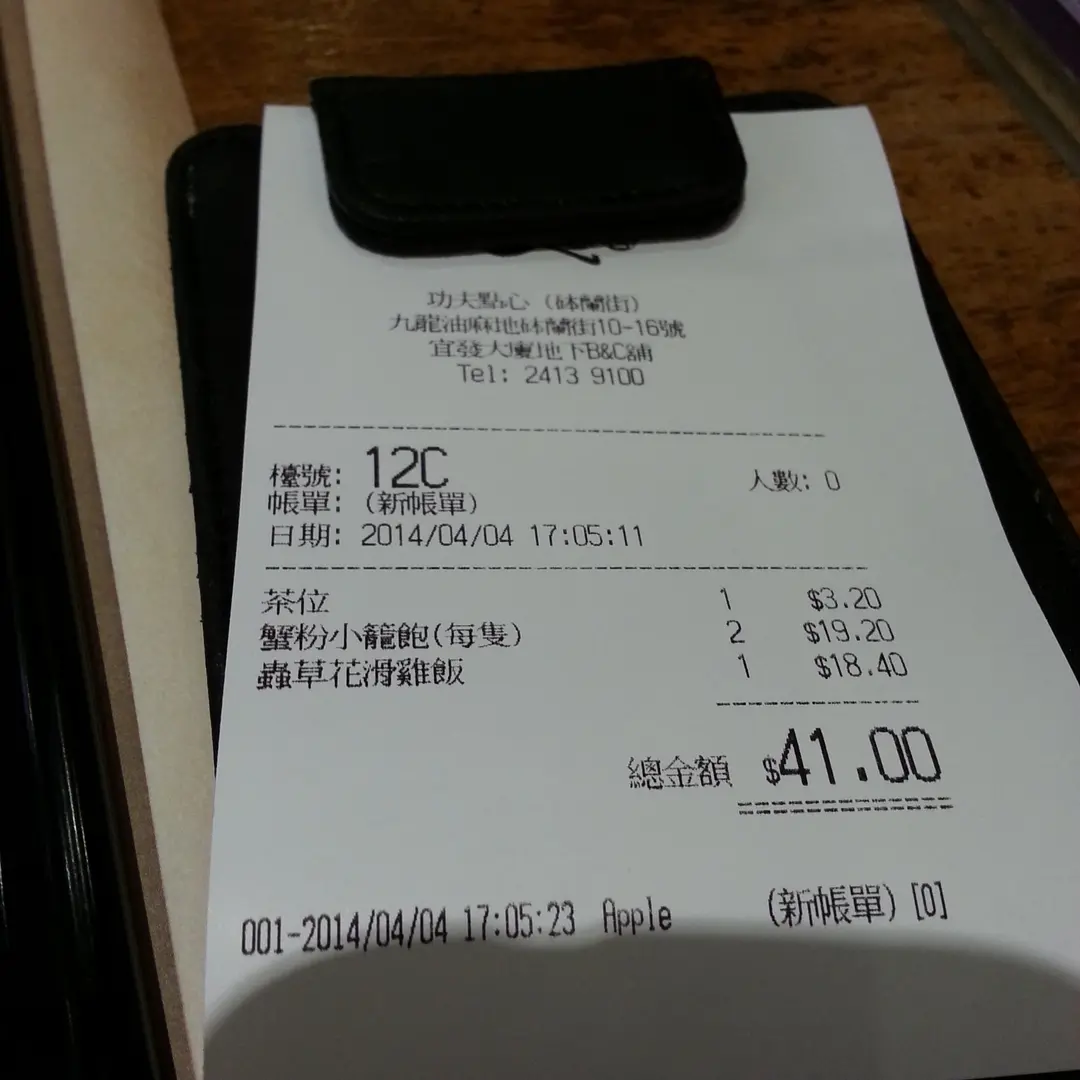 功夫點心 (砵蘭街)
九龍油麻地砵蘭街10-16號
宜發大廈地下B&C舖
Tel: 2413 9100
檯號: 12C 人數: 0
帳單: (新帳單)
日期: 2014/04/04 17:05:11
茶位 1 $3.20
蟹粉小籠飽(每隻) 2 $19.20
蟲草花滑雞飯 1 $18.40
總金額 $41.00
001-2014/04/04 17:05:23 Apple (新帳單) [0]